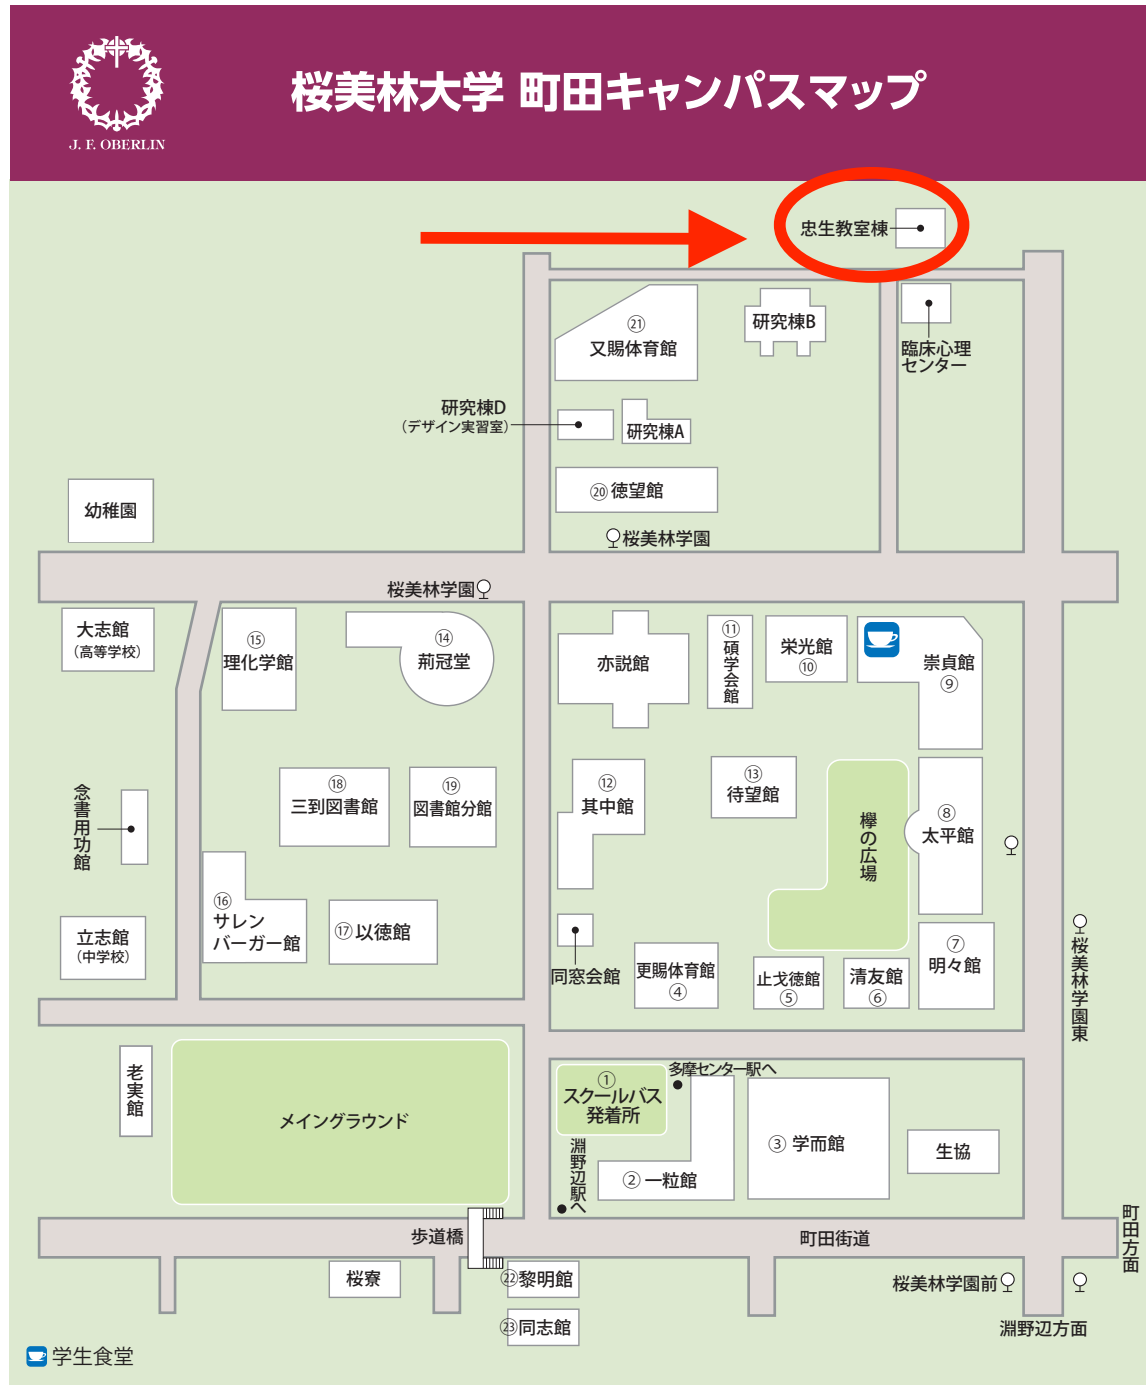 桜美林大学 町田キャンパスマップ
J. F. OBERLIN
忠生教室棟
㉑
又賜体育館
研究棟B
臨床心理
センター
研究棟D
(デザイン実習室)
研究棟A
⑳ 徳望館
幼稚園
桜美林学園
桜美林学園
大志館
(高等学校)
⑮
理化学館
⑭
荊冠堂
亦説館
⑪
碩学会館
栄光館
⑩
崇貞館
⑨
念書用功館
⑱
三到図書館
⑲
図書館分館
⑫
其中館
⑬
待望館
欅の広場
⑧
太平館
立志館
(中学校)
⑯
サレン
バーガー館
⑰ 以徳館
同窓会館
更賜体育館
④
止戈徳館
⑤
清友館
⑥
⑦
明々館
桜美林学園東
老実館
メイングラウンド
①
スクールバス
発着所
多摩センター駅へ
淵野辺駅へ
② 一粒館
③ 学而館
生協
歩道橋
町田街道
町田方面
桜寮
㉒黎明館
桜美林学園前
㉓同志館
淵野辺方面
学生食堂